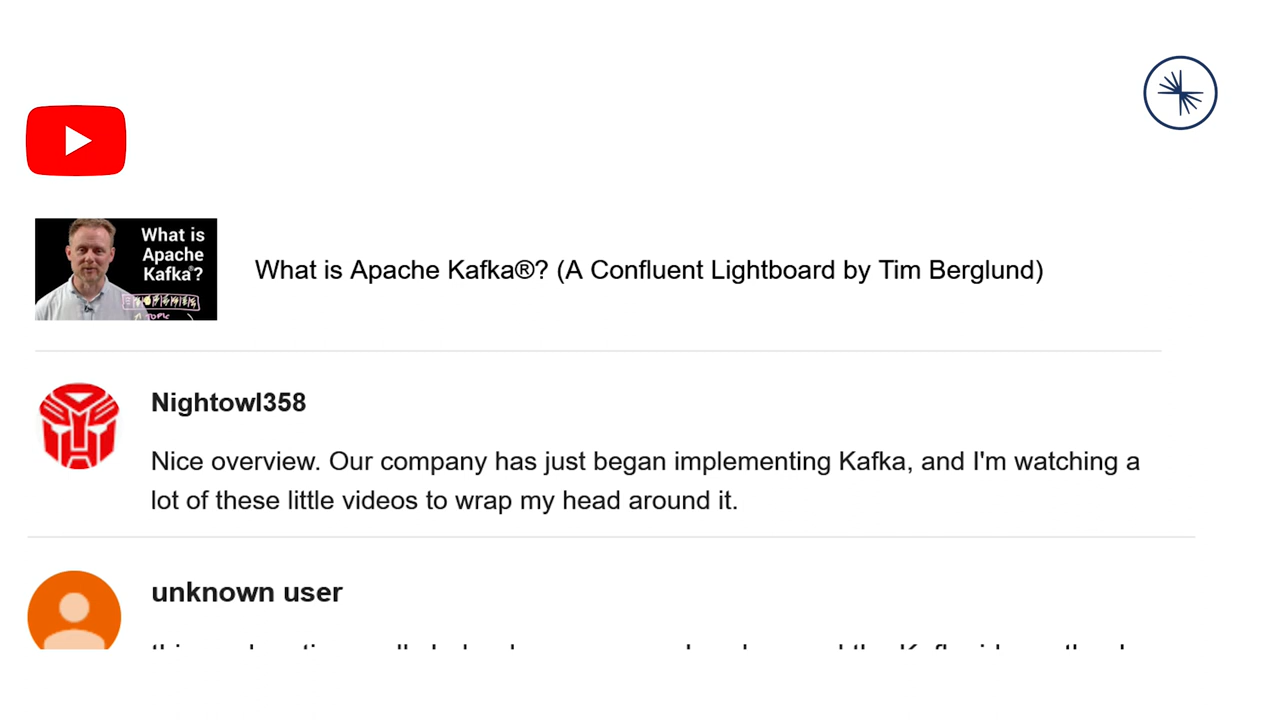 What is
Apache
Kafka®?
TOPIC
What is Apache Kafka®? (A Confluent Lightboard by Tim Berglund)
Nightowl358
Nice overview. Our company has just began implementing Kafka, and I'm watching a
lot of these little videos to wrap my head around it.
unknown user